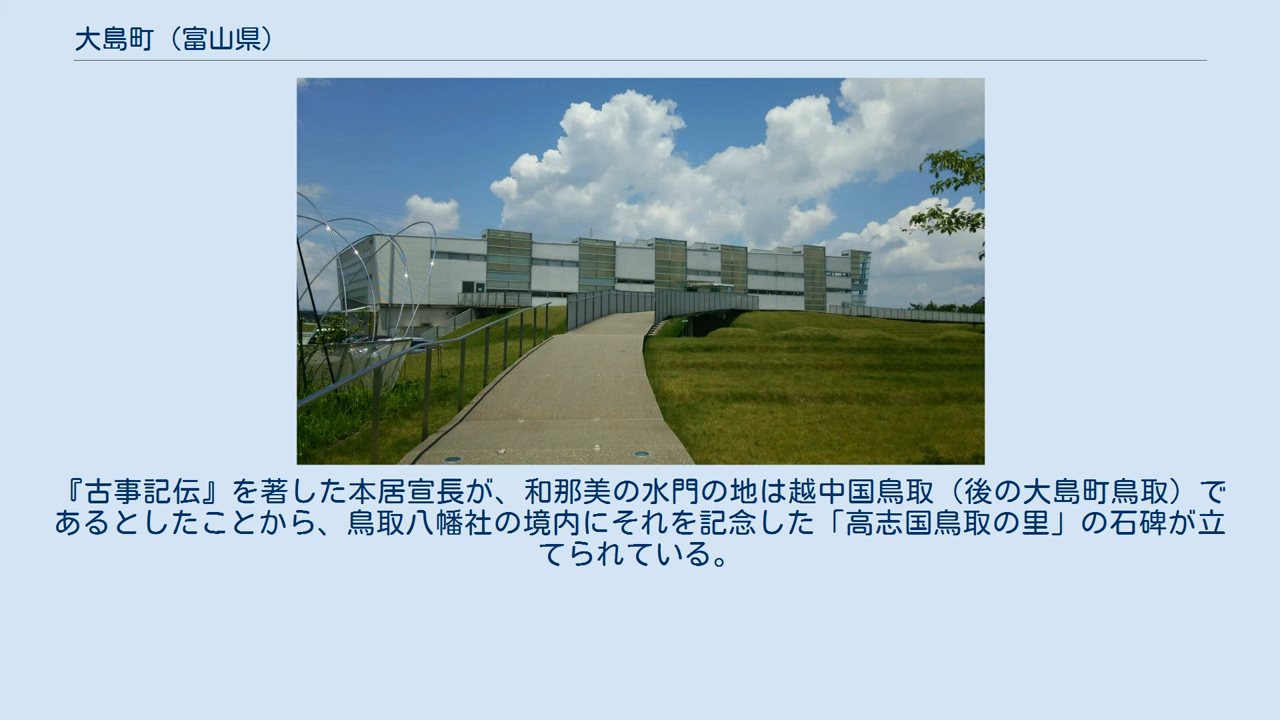 大島町（富山県）
『古事記伝』を著した本居宣長が、和那美の水門の地は越中国鳥取（後の大島町鳥取）で
あるとしたことから、鳥取八幡社の境内にそれを記念した「高志国鳥取の里」の石碑が立
てられている。